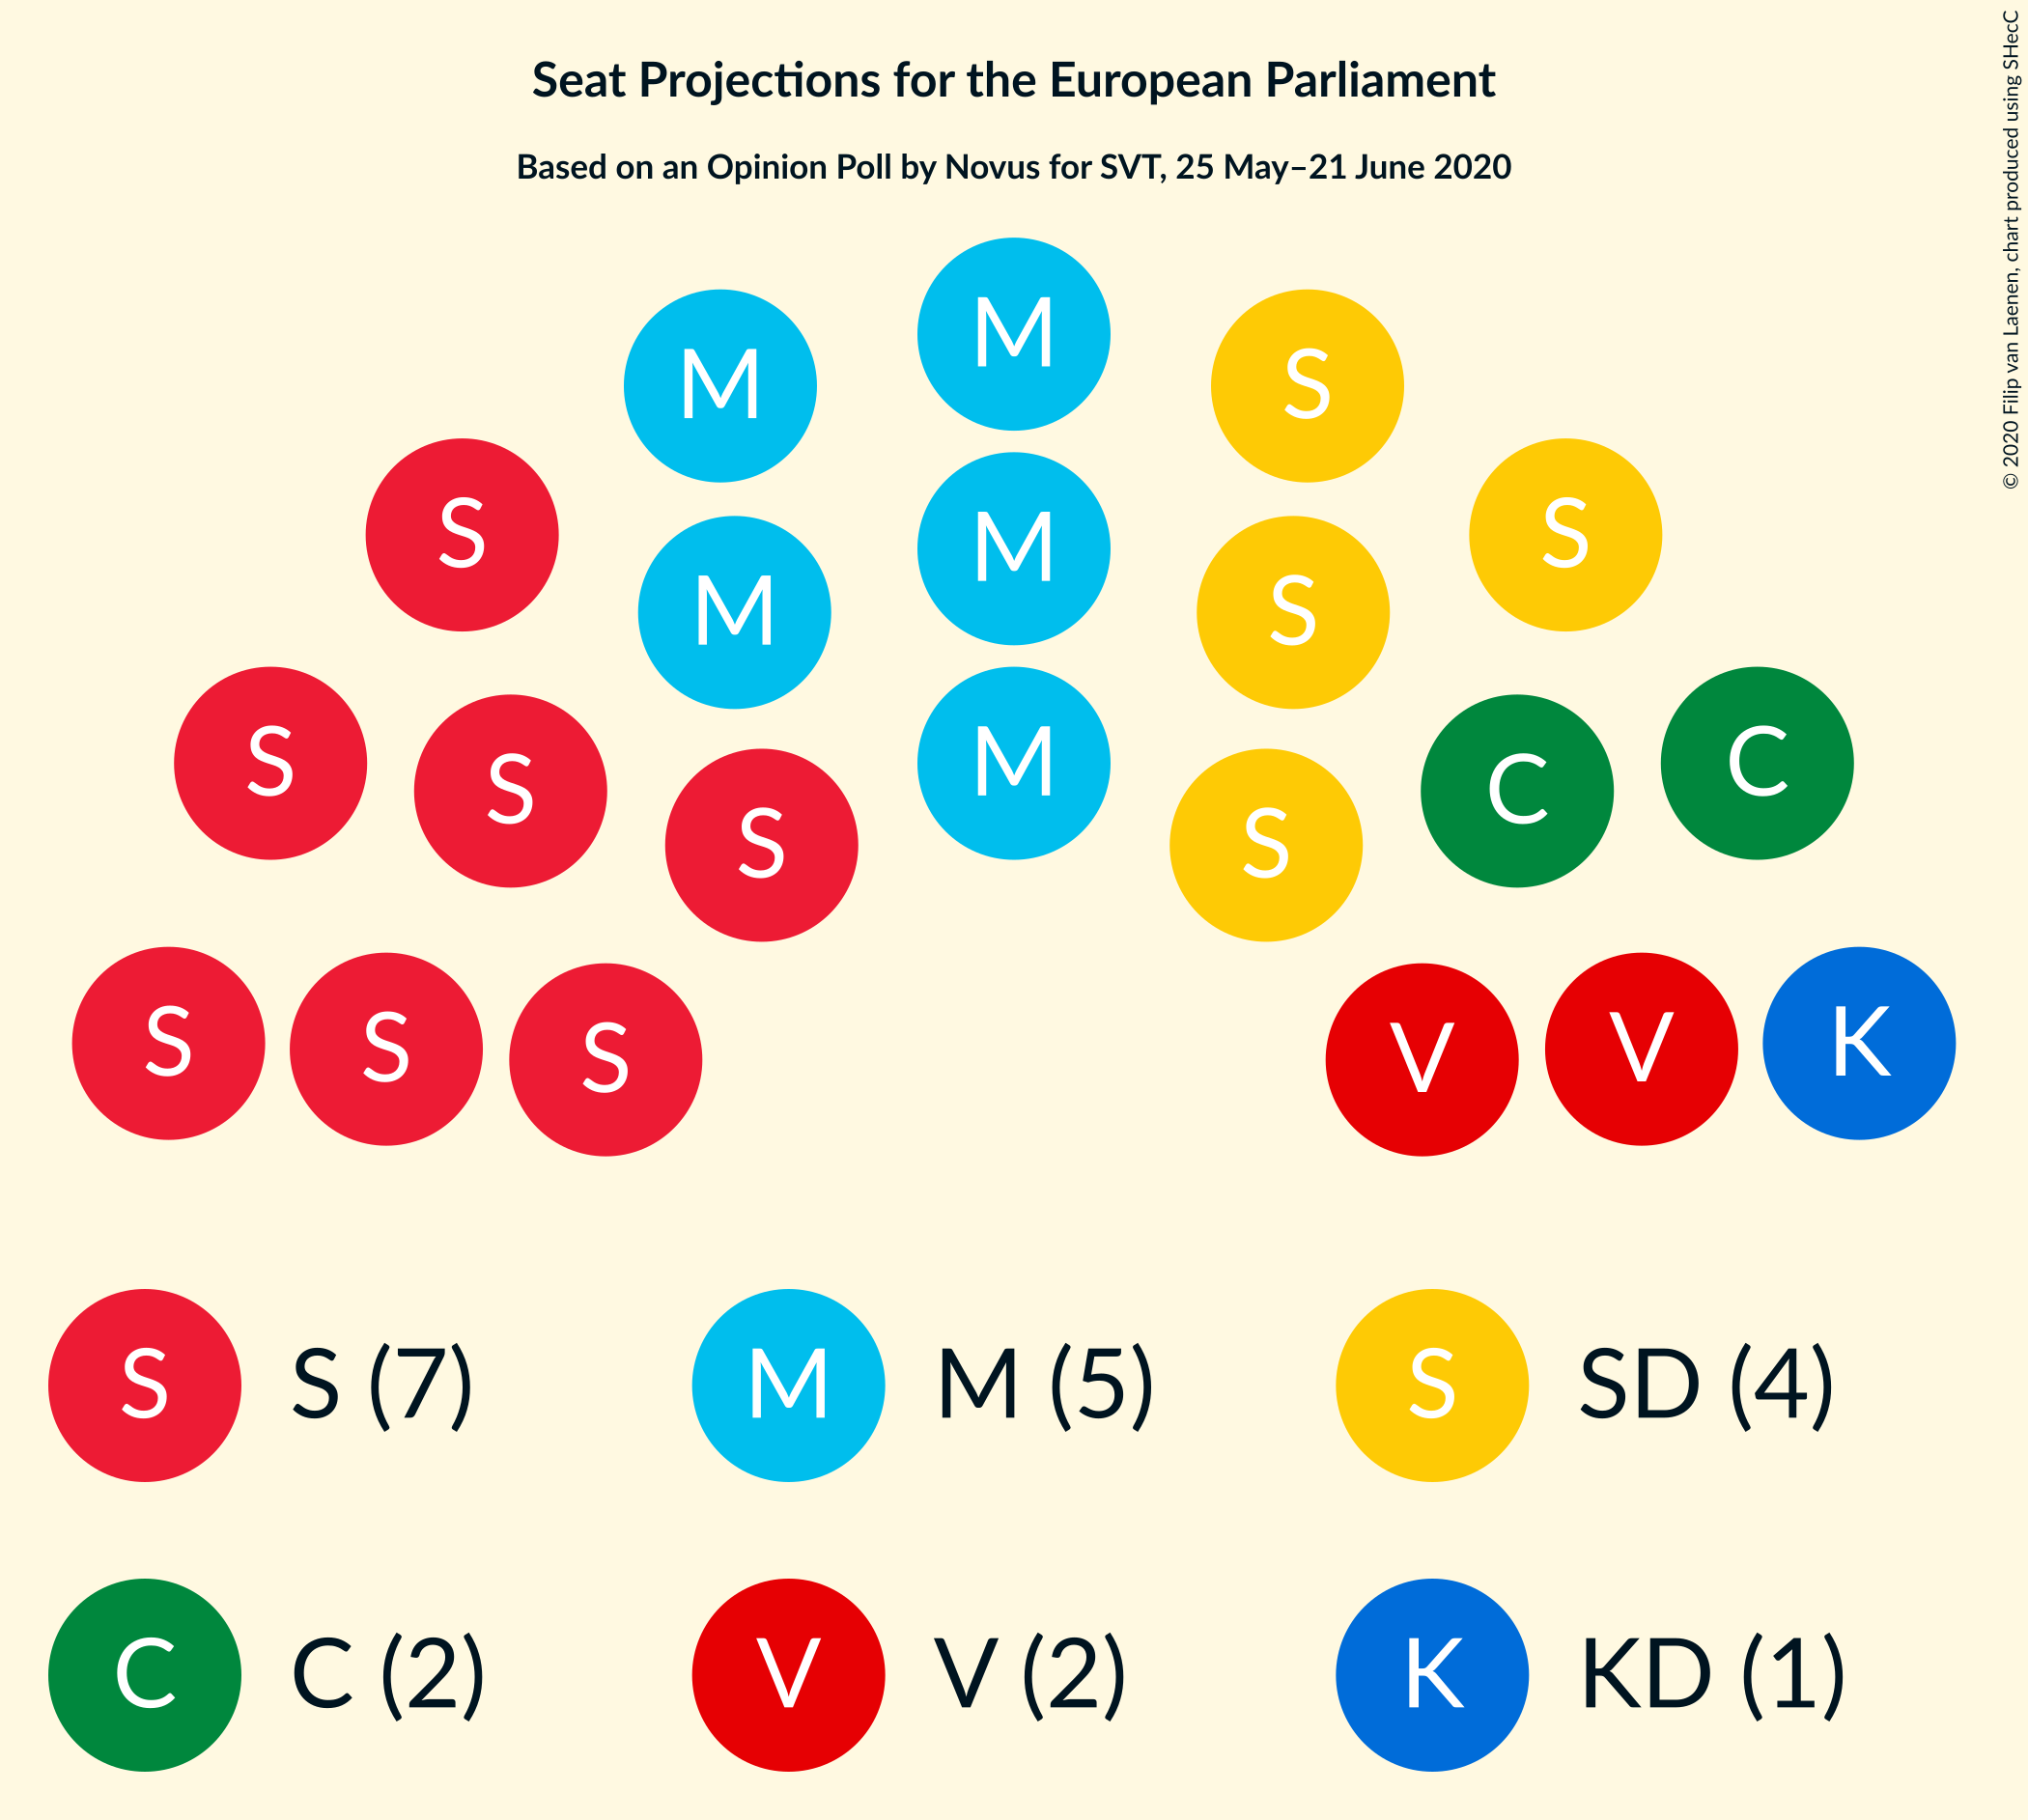 Seat Projections for the European Parliament
Based on an Opinion Poll by Novus for SVT, 25 May–21 June 2020
© 2020 Filip van Laenen, chart produced using SHecC
M
M
S
S
M
S
M
S
S
S
S
M
C
C
S
S
S
S
S
V
V
K
S S (7)
M M (5)
S SD (4)
C C (2)
V V (2)
K KD (1)